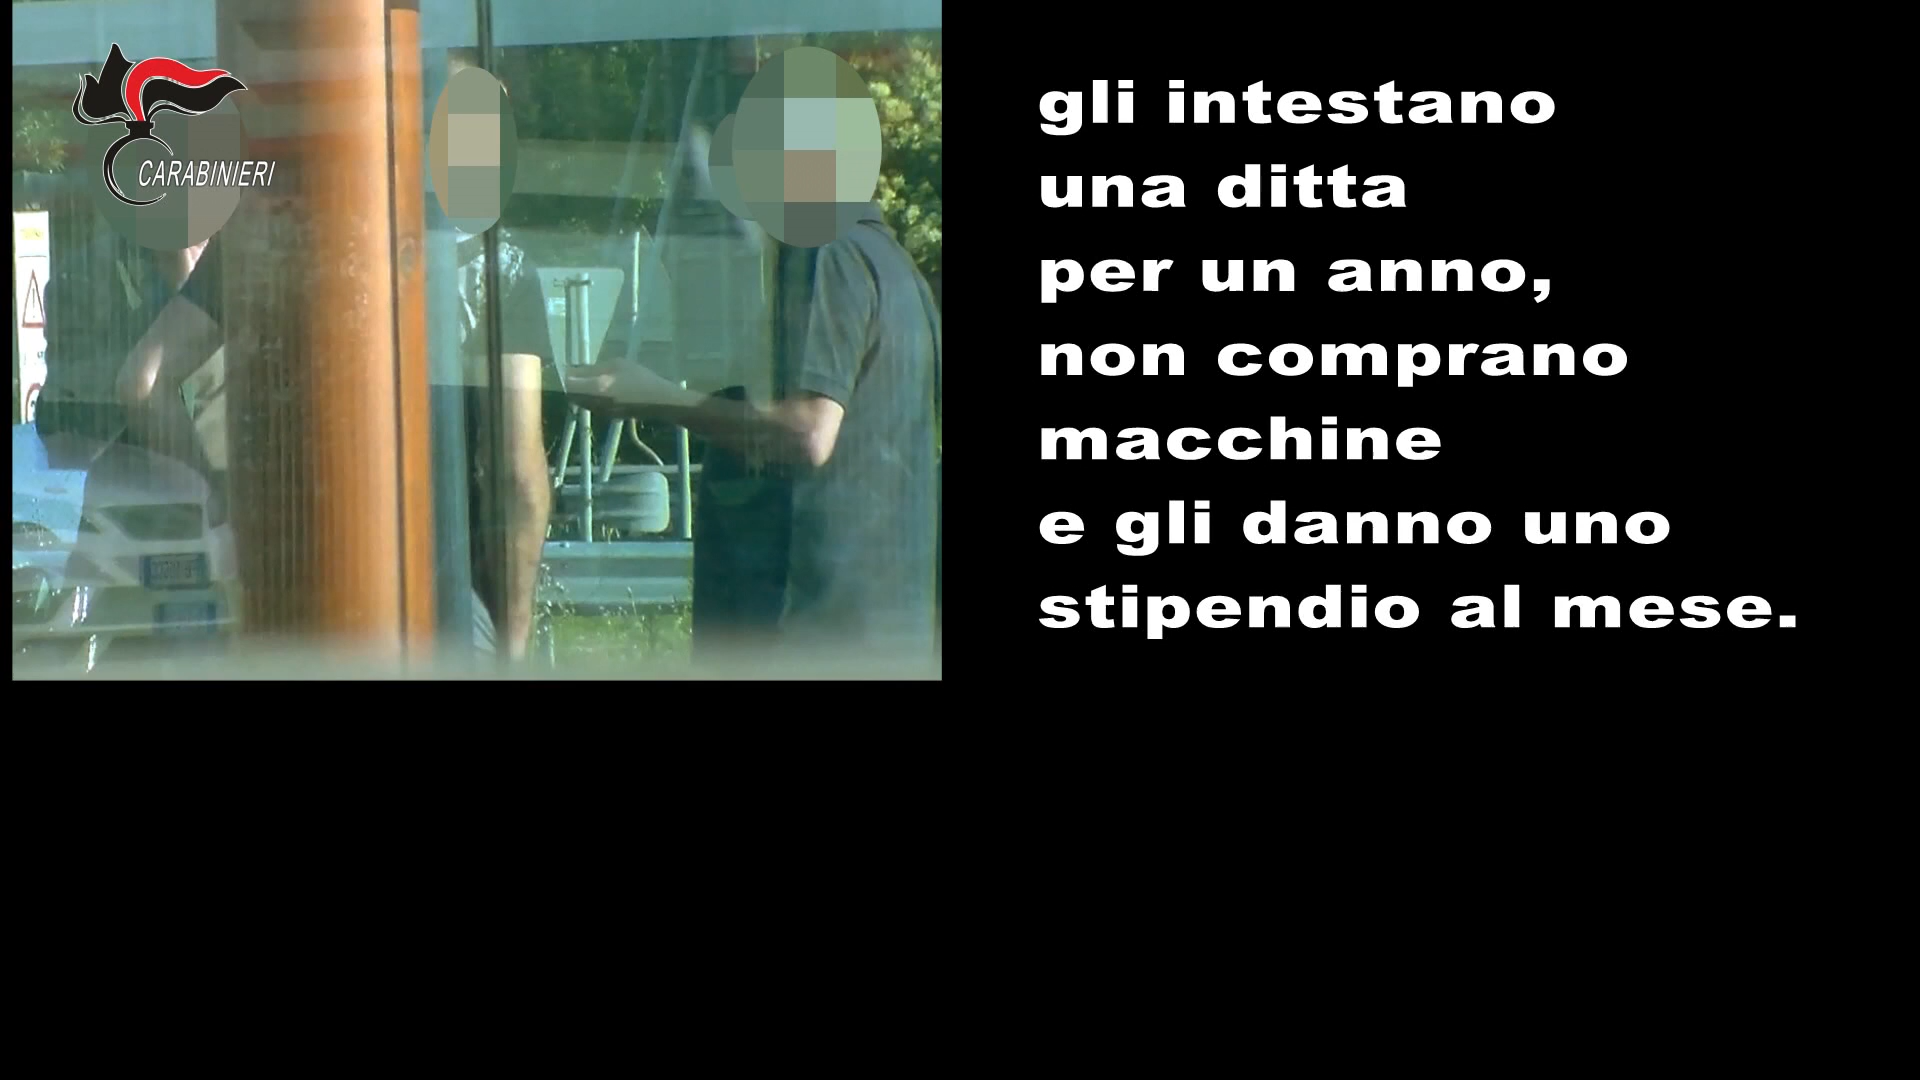 CARABINIERI
gli intestano
una ditta
per un anno,
non comprano
macchine
e gli danno uno
stipendio al mese.